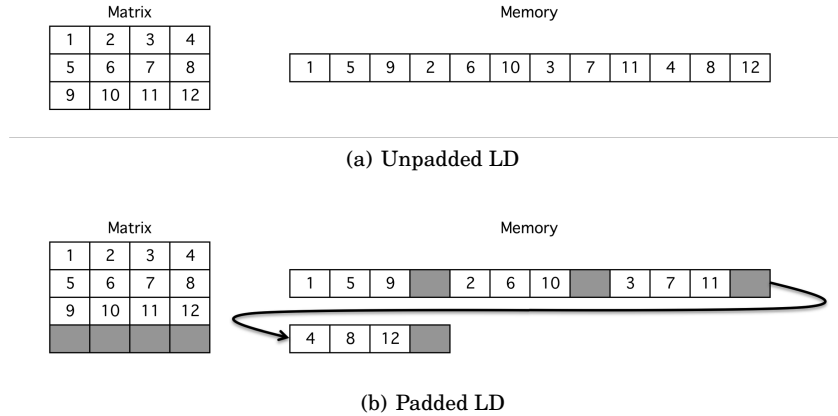 Matrix Memory
1 2 3 4
5 6 7 8
9 10 11 12
1 5 9 2 6 10 3 7 11 4 8 12
(a) Unpadded LD
Matrix Memory
1 2 3 4
5 6 7 8
9 10 11 12
1 5 9 2 6 10 3 7 11
4 8 12
(b) Padded LD